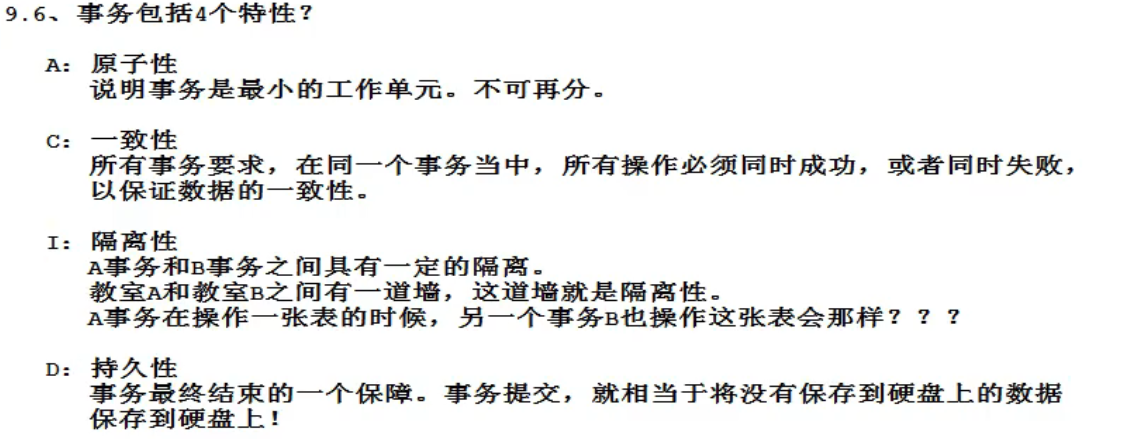 9.6、事务包括4个特性?
A: 原子性
说明事务是最小的工作单元。不可再分。
C: 一致性
所有事务要求，在同一个事务当中，所有操作必须同时成功，或者同时失败，
以保证数据的一致性。
I: 隔离性
A事务和B事务之间具有一定的隔离。
教室A和教室B之间有一道墙，这道墙就是隔离性。
A事务在操作一张表的时候，另一个事务B也操作这张表会那样???
D: 持久性
事务最终结束的一个保障。事务提交，就相当于将没有保存到硬盘上的数据
保存到硬盘上!